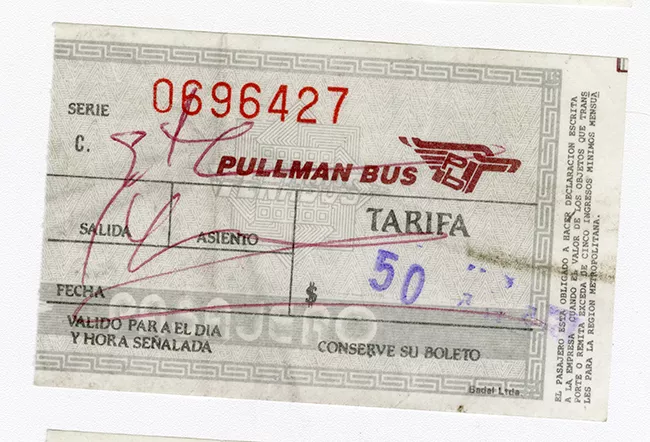 SERIE 0696427
C.
PULLMAN BUS
SALIDA
ASIENTO
TARIFA
$ 50
FECHA
VALIDO PARA EL DIA
Y HORA SEÑALADA
CONSERVE SU BOLETO
Badal Ltda
EL PASAJERO ESTA OBLIGADO A HACER DECLARACION ESCRITA
A LA EMPRESA CUANDO EL VALOR DE LOS OBJETOS QUE TRANS
PORTE O REMITA EXCEDA DE CINCO INGRESOS MINIMOS MENSUA
LES PARA LA REGION METROPOLITANA.